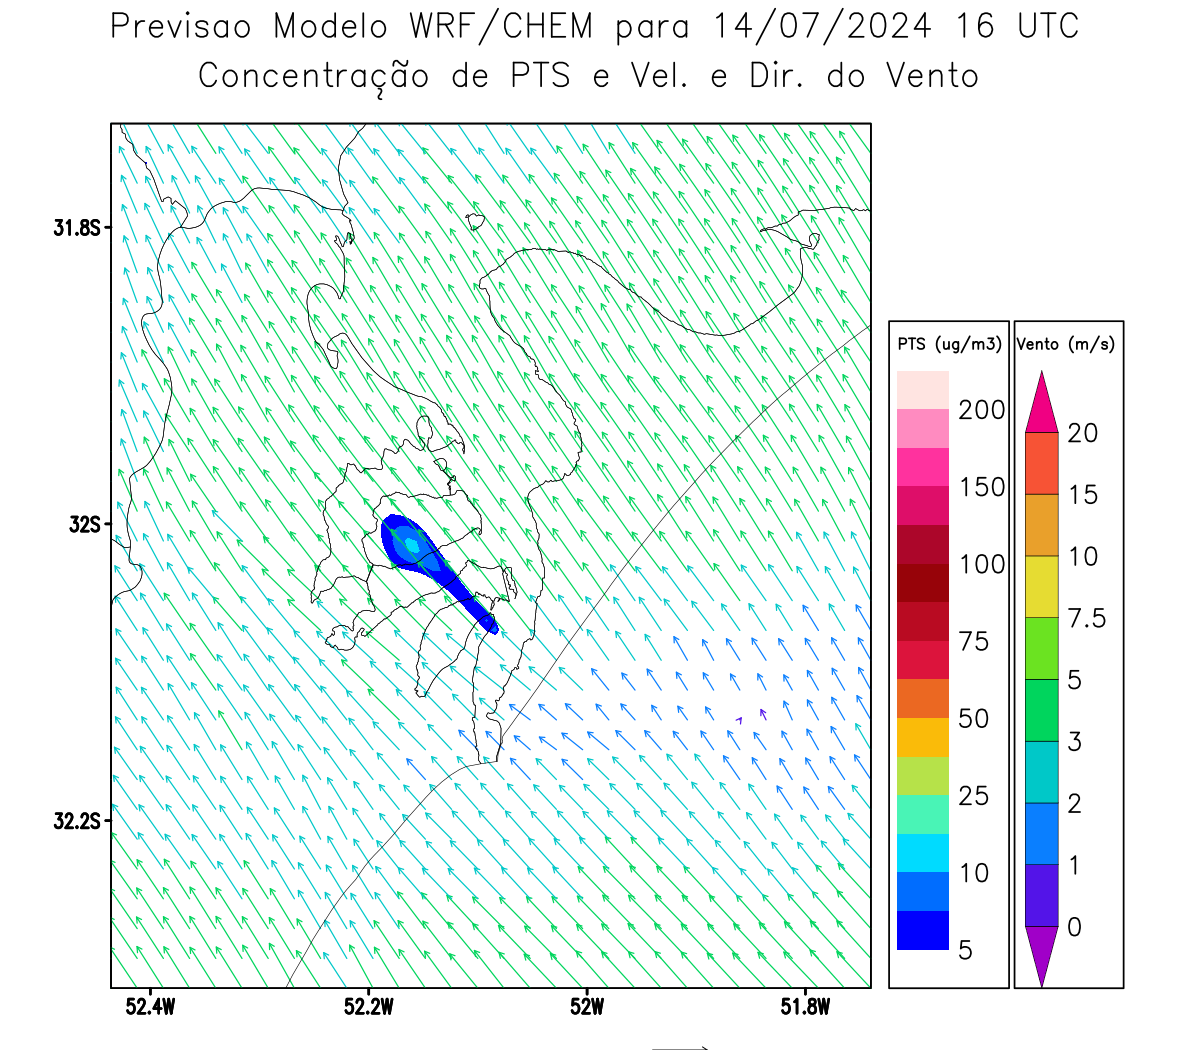 Previsao Modelo WRF/CHEM para 14/07/2024 16 UTC
Concentração de PTS e Vel. e Dir. do Vento
31.8S
32S
32.2S
52.4W 52.2W 52W 51.8W
PTS (ug/m3)
200
150
100
75
50
25
10
5
Vento (m/s)
20
15
10
7.5
5
3
2
1
0